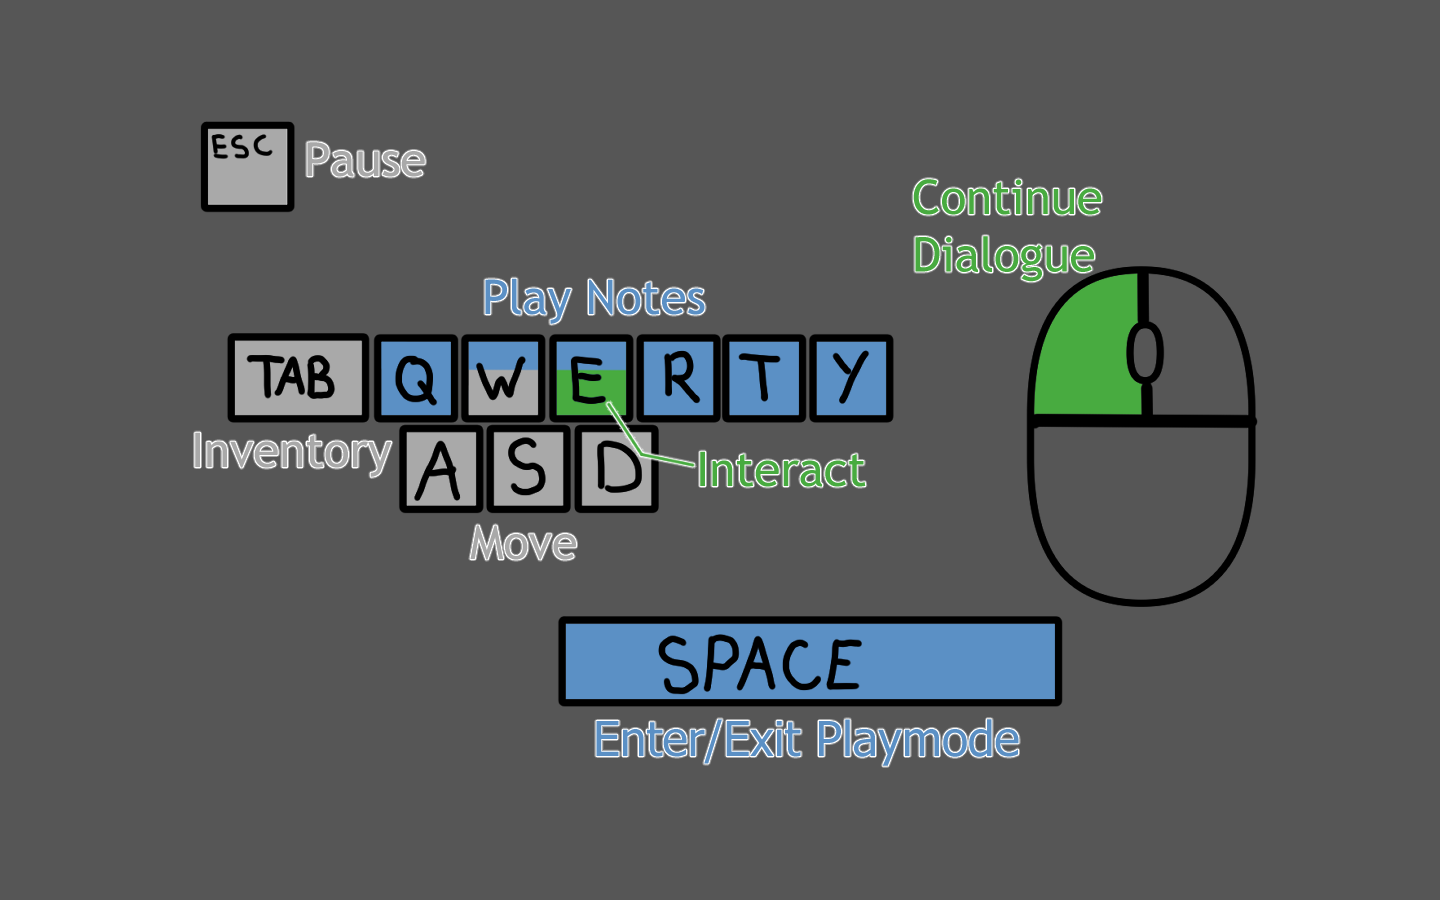 ESC Pause
Continue
Dialogue
Play Notes
TAB Q W E R T Y
Inventory A S D Interact
Move
SPACE
Enter/Exit Playmode